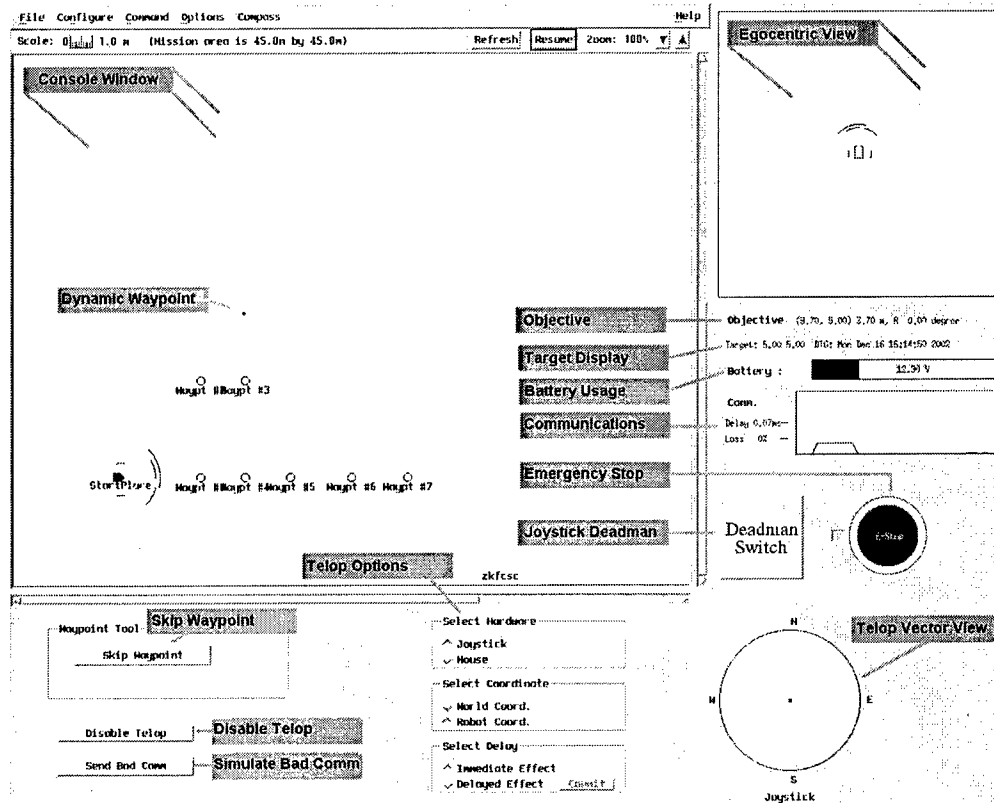 File Configure Command Options Compass Help
Scale: 0 1.0 m (Mission area is 45.0m by 45.0m) Refresh Resume Zoom: 100%
Console Window
Egocentric View
Dynamic Waypoint
Objective
Objective (3.70, 5.00) 3.70 m, R 0.00 degree
Target Display
Target: 5.00 5.00 DTG: Mon Dec 16 15:14:50 2002
Battery Usage
Battery :
Waypt #3
Communications
Comm.
Delay 0.07ms
Loss 0%
Emergency Stop
E-Stop
StartPlace
Waypt #4
#5
Waypt #6
Waypt #7
Joystick Deadman
Deadman
Switch
Telop Options
zkfcsc
Waypoint Tool
Skip Waypoint
Skip Waypoint
Select Hardware
Joystick
House
Select Coordinate
World Coord.
Robot Coord.
Select Delay
Immediate Effect
Delayed Effect Commit
Disable Telop
Disable Telop
Send Bad Comm
Simulate Bad Comm
Telop Vector View
N
W
E
S
Joystick